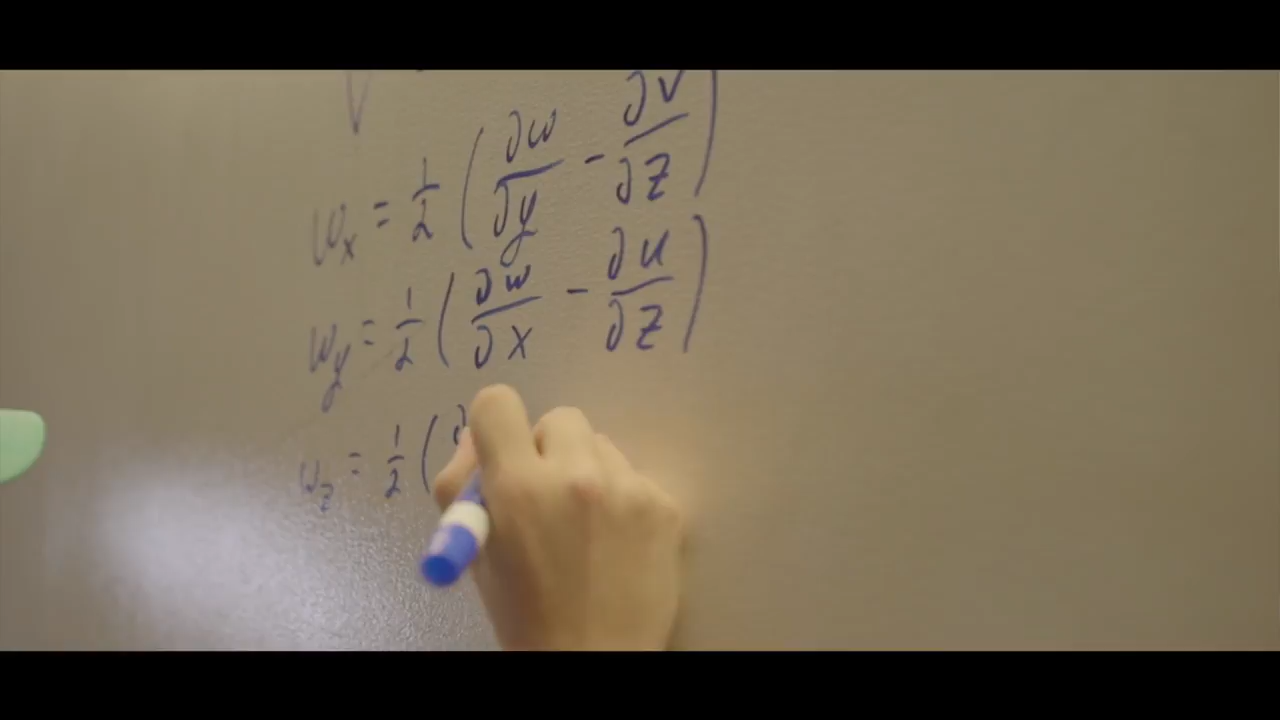 ωx = 1/2 (∂w/∂y - ∂v/∂z)
ωy = 1/2 (∂w/∂x - ∂u/∂z)
ωz = 1/2 (∂